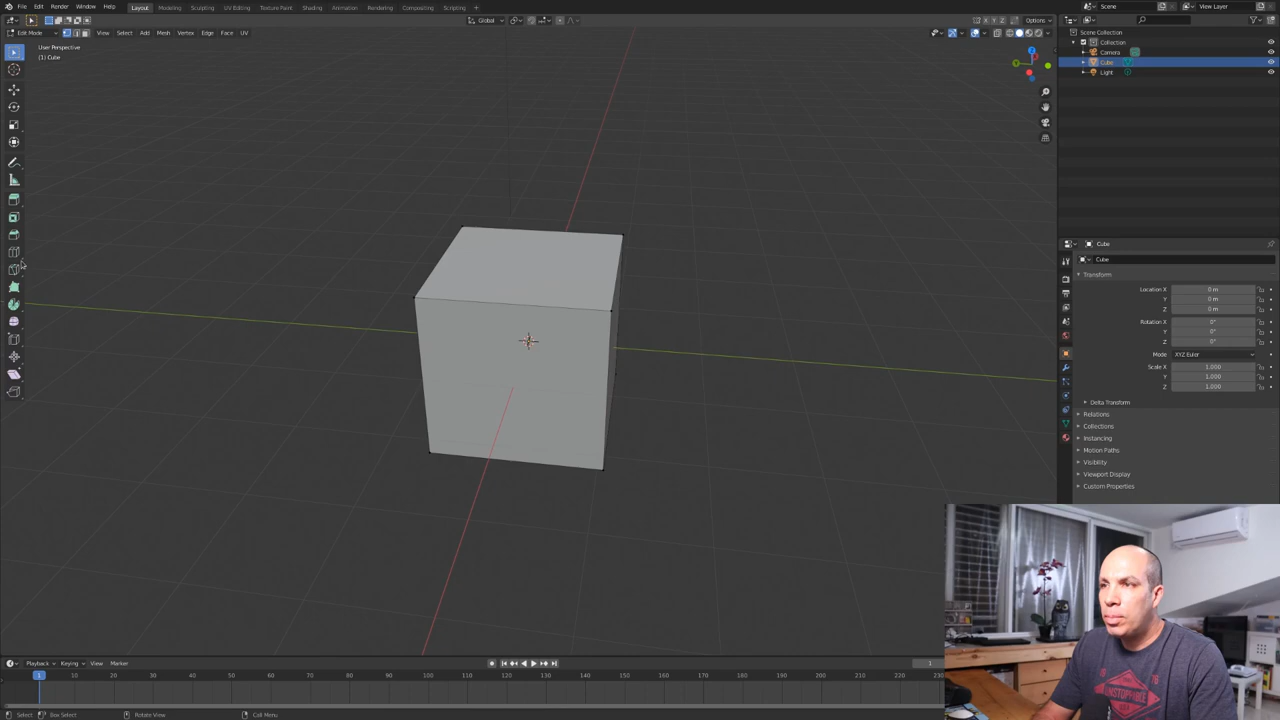 File Edit Render Window Help Layout Modeling Sculpting UV Editing Texture Paint Shading Animation Rendering Compositing Scripting + Scene View Layer
Global X Y Z Options
Edit Mode View Select Add Mesh Vertex Edge Face UV
User Perspective
(1) Cube
Scene Collection
Collection
Camera
Cube
Light
Z
Y
Cube
Cube
Transform
Location X 0 m
Y 0 m
Z 0 m
Rotation X 0°
Y 0°
Z 0°
Mode XYZ Euler
Scale X 1.000
Y 1.000
Z 1.000
Delta Transform
Relations
Collections
Instancing
Motion Paths
Visibility
Viewport Display
Custom Properties
UNSTOPPABLE
76
Playback Keying View Marker 1
1 10 20 30 40 50 60 70 80 90 100 110 120 130 140 150 160 170 180 190 200 210 220 230
Select Box Select Rotate View Call Menu